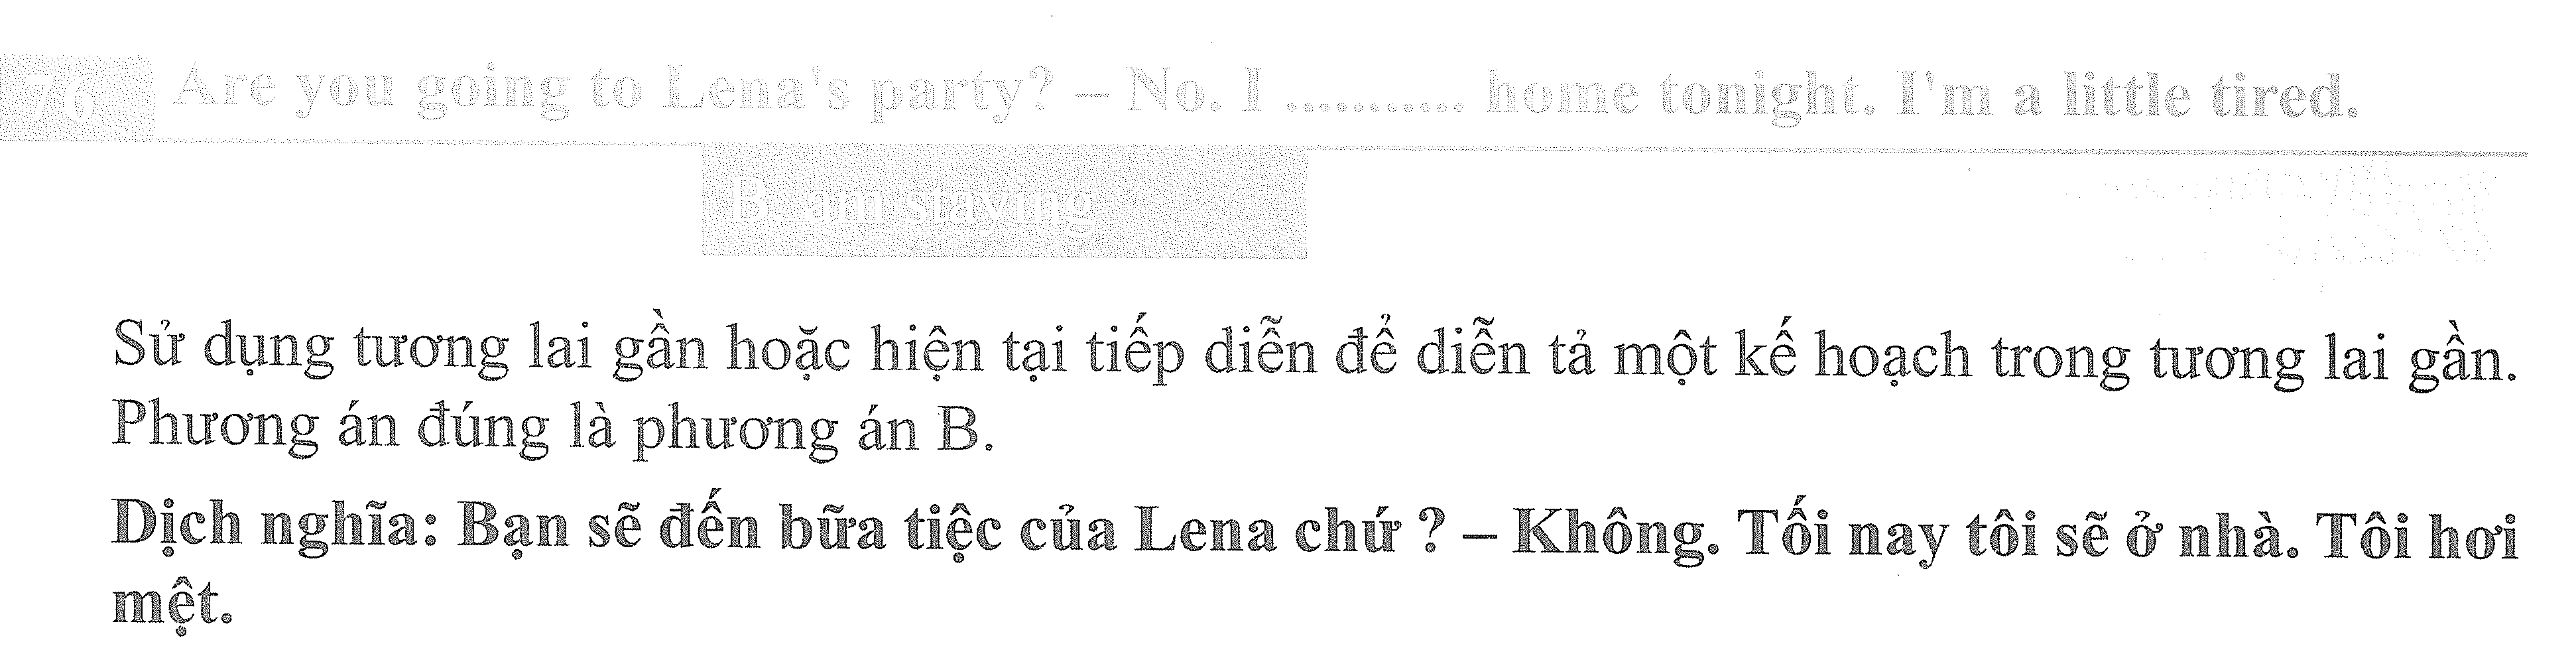 76 Are you going to Lena's party? – No. I ............ home tonight. I'm a little tired.
B. am staying
Sử dụng tương lai gần hoặc hiện tại tiếp diễn để diễn tả một kế hoạch trong tương lai gần.
Phương án đúng là phương án B.
Dịch nghĩa: Bạn sẽ đến bữa tiệc của Lena chứ ? – Không. Tối nay tôi sẽ ở nhà. Tôi hơi
mệt.